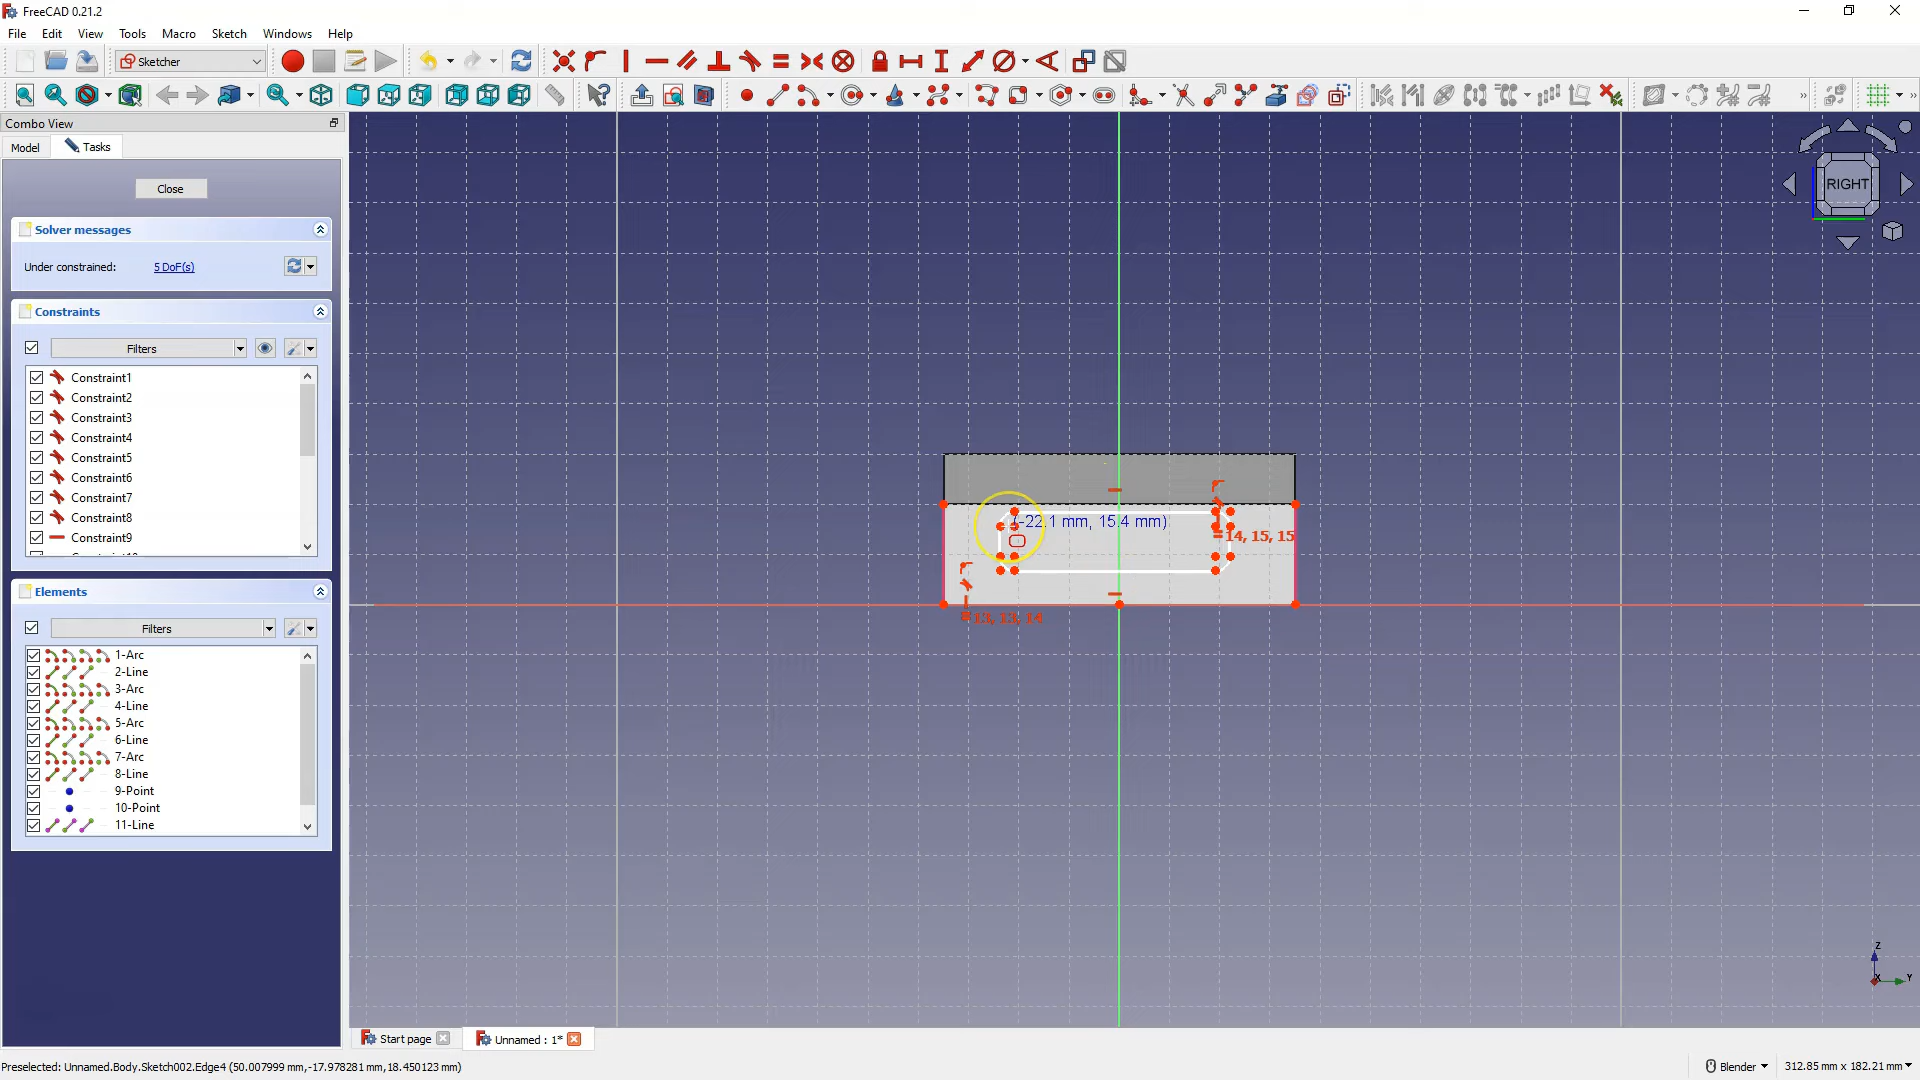 FreeCAD 0.21.2
File Edit View Tools Macro Sketch Windows Help
Sketcher
Combo View
Model Tasks
Close
Solver messages
Under constrained: 5 DoF(s)
Constraints
Filters
Constraint1
Constraint2
Constraint3
Constraint4
Constraint5
Constraint6
Constraint7
Constraint8
Constraint9
Elements
Filters
1-Arc
2-Line
3-Arc
4-Line
5-Arc
6-Line
7-Arc
8-Line
9-Point
10-Point
11-Line
RIGHT
(-22.1 mm, 15.4 mm)
14, 15, 15
13, 13, 14
Z
X
Y
Start page
Unnamed : 1*
Preselected: Unnamed.Body.Sketch002.Edge4 (50.007999 mm,-17.978281 mm,18.450123 mm)
Blender
312.85 mm x 182.21 mm